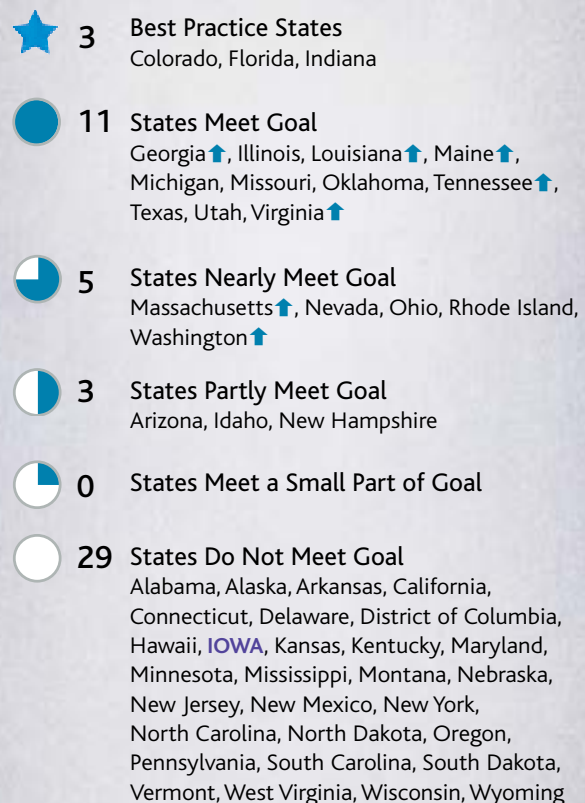 3 Best Practice States
Colorado, Florida, Indiana
11 States Meet Goal
Georgia⬆, Illinois, Louisiana⬆, Maine⬆,
Michigan, Missouri, Oklahoma, Tennessee⬆,
Texas, Utah, Virginia⬆
5 States Nearly Meet Goal
Massachusetts⬆, Nevada, Ohio, Rhode Island,
Washington⬆
3 States Partly Meet Goal
Arizona, Idaho, New Hampshire
0 States Meet a Small Part of Goal
29 States Do Not Meet Goal
Alabama, Alaska, Arkansas, California,
Connecticut, Delaware, District of Columbia,
Hawaii, IOWA, Kansas, Kentucky, Maryland,
Minnesota, Mississippi, Montana, Nebraska,
New Jersey, New Mexico, New York,
North Carolina, North Dakota, Oregon,
Pennsylvania, South Carolina, South Dakota,
Vermont, West Virginia, Wisconsin, Wyoming